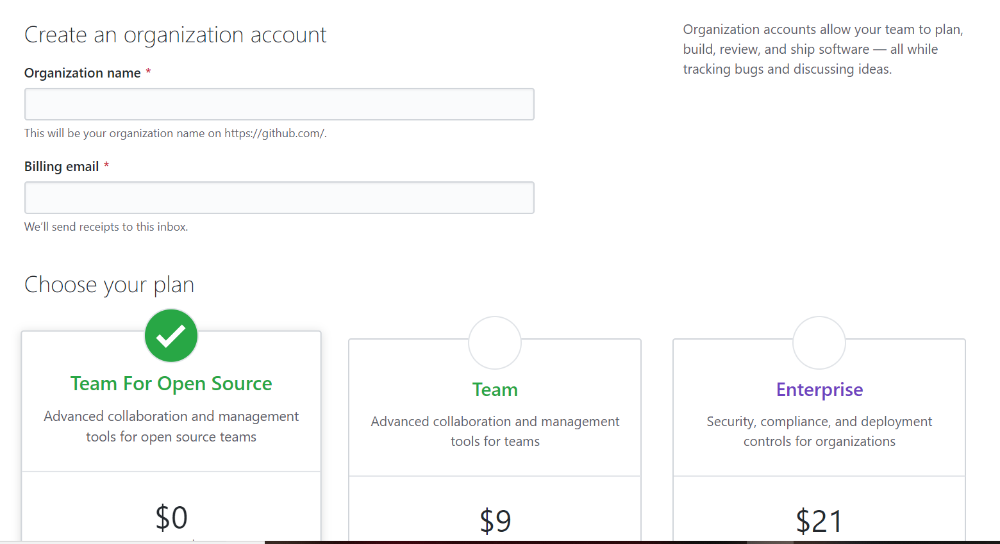 Create an organization account
Organization accounts allow your team to plan,
build, review, and ship software — all while
tracking bugs and discussing ideas.
Organization name *
This will be your organization name on https://github.com/.
Billing email *
We’ll send receipts to this inbox.
Choose your plan
Team For Open Source
Advanced collaboration and management
tools for open source teams
$0
Team
Advanced collaboration and management
tools for teams
$9
Enterprise
Security, compliance, and deployment
controls for organizations
$21